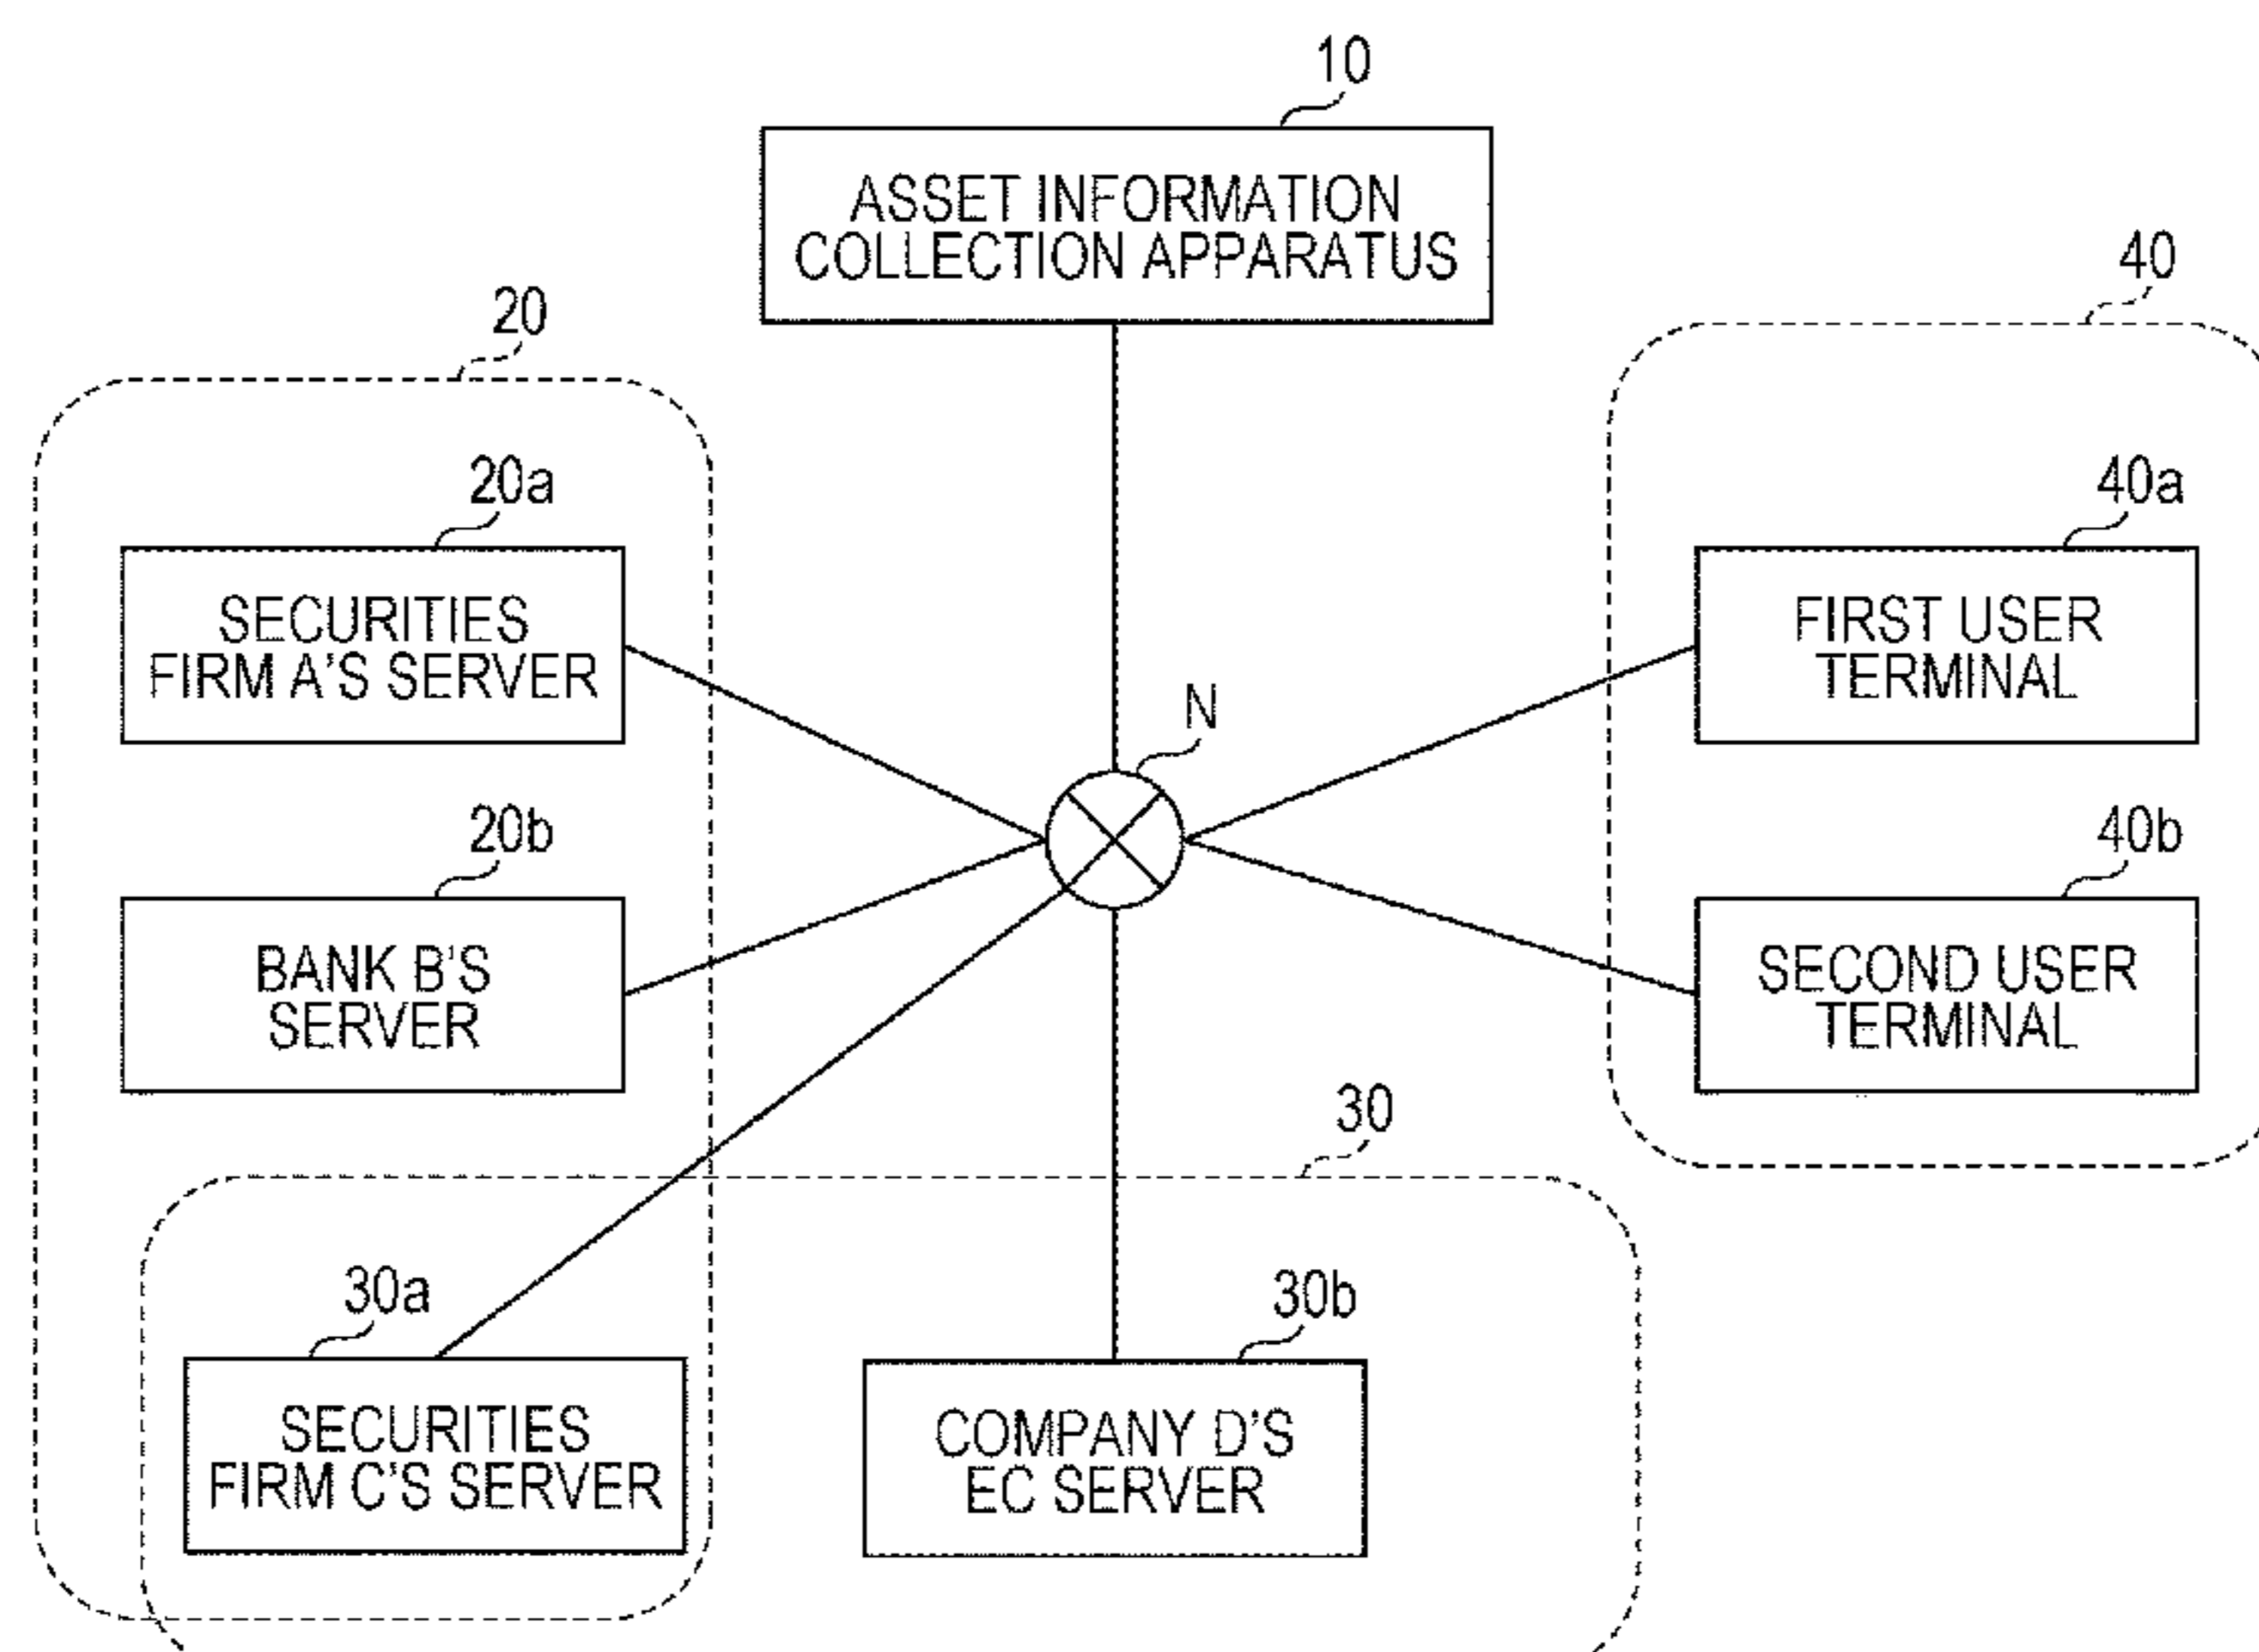 10
ASSET INFORMATION
COLLECTION APPARATUS
20
40
20a
SECURITIES
FIRM A'S SERVER
40a
FIRST USER
TERMINAL
N
20b
BANK B'S
SERVER
40b
SECOND USER
TERMINAL
30
30a
SECURITIES
FIRM C'S SERVER
30b
COMPANY D'S
EC SERVER